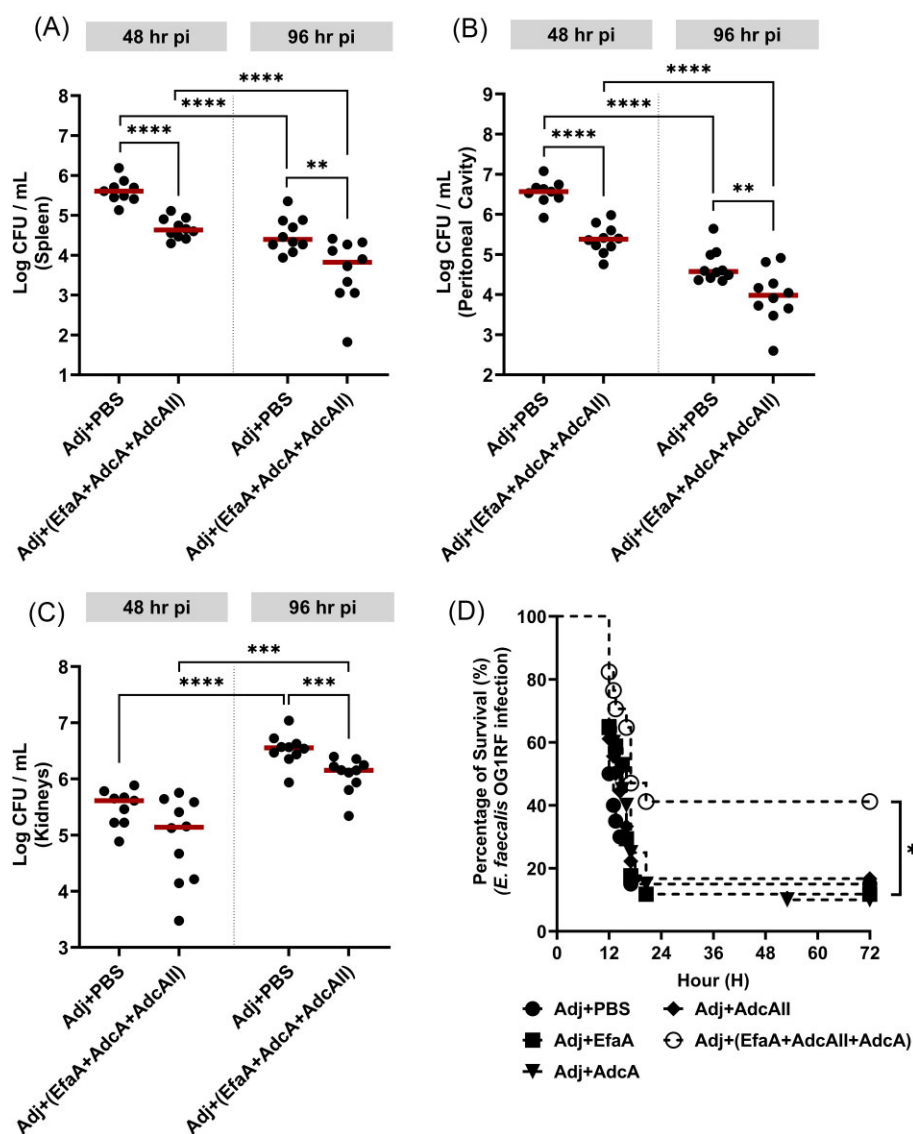 (A)
48 hr pi
96 hr pi
****
****
****
**
Log CFU / mL
(Spleen)
8
7
6
5
4
3
2
1
Adj+PBS
Adj+(EfaA+AdcA+AdcAII)
Adj+PBS
Adj+(EfaA+AdcA+AdcAII)
(B)
48 hr pi
96 hr pi
****
****
****
**
Log CFU / mL
(Peritoneal Cavity)
9
8
7
6
5
4
3
2
Adj+PBS
Adj+(EfaA+AdcA+AdcAII)
Adj+PBS
Adj+(EfaA+AdcA+AdcAII)
(C)
48 hr pi
96 hr pi
***
****
***
Log CFU / mL
(Kidneys)
8
7
6
5
4
3
Adj+PBS
Adj+(EfaA+AdcA+AdcAII)
Adj+PBS
Adj+(EfaA+AdcA+AdcAII)
(D)
Percentage of Survival (%)
(E. faecalis OG1RF infection)
100
80
60
40
20
0
*
0 12 24 36 48 60 72
Hour (H)
Adj+PBS
Adj+EfaA
Adj+AdcA
Adj+AdcAII
Adj+(EfaA+AdcAII+AdcA)